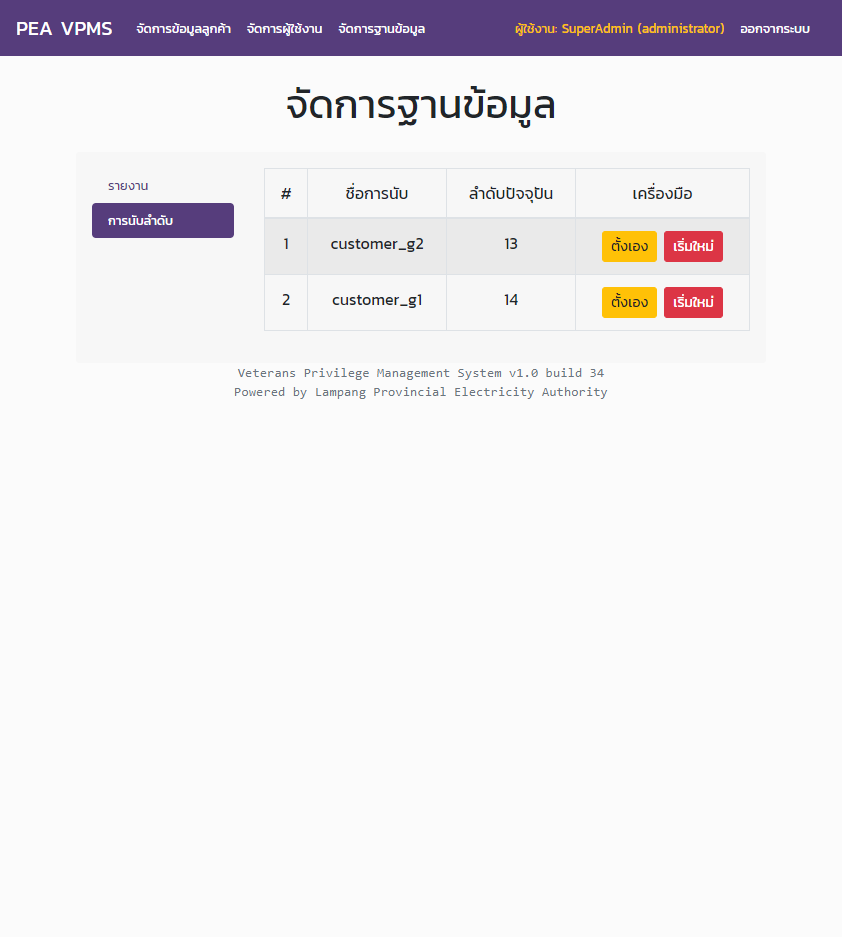 PEA VPMS จัดการข้อมูลลูกค้า จัดการผู้ใช้งาน จัดการฐานข้อมูล ผู้ใช้งาน: SuperAdmin (administrator) ออกจากระบบ
จัดการฐานข้อมูล
รายงาน
การนับลำดับ
# ชื่อการนับ ลำดับปัจจุปัน เครื่องมือ
1 customer_g2 13 ตั้งเอง เริ่มใหม่
2 customer_g1 14 ตั้งเอง เริ่มใหม่
Veterans Privilege Management System v1.0 build 34
Powered by Lampang Provincial Electricity Authority